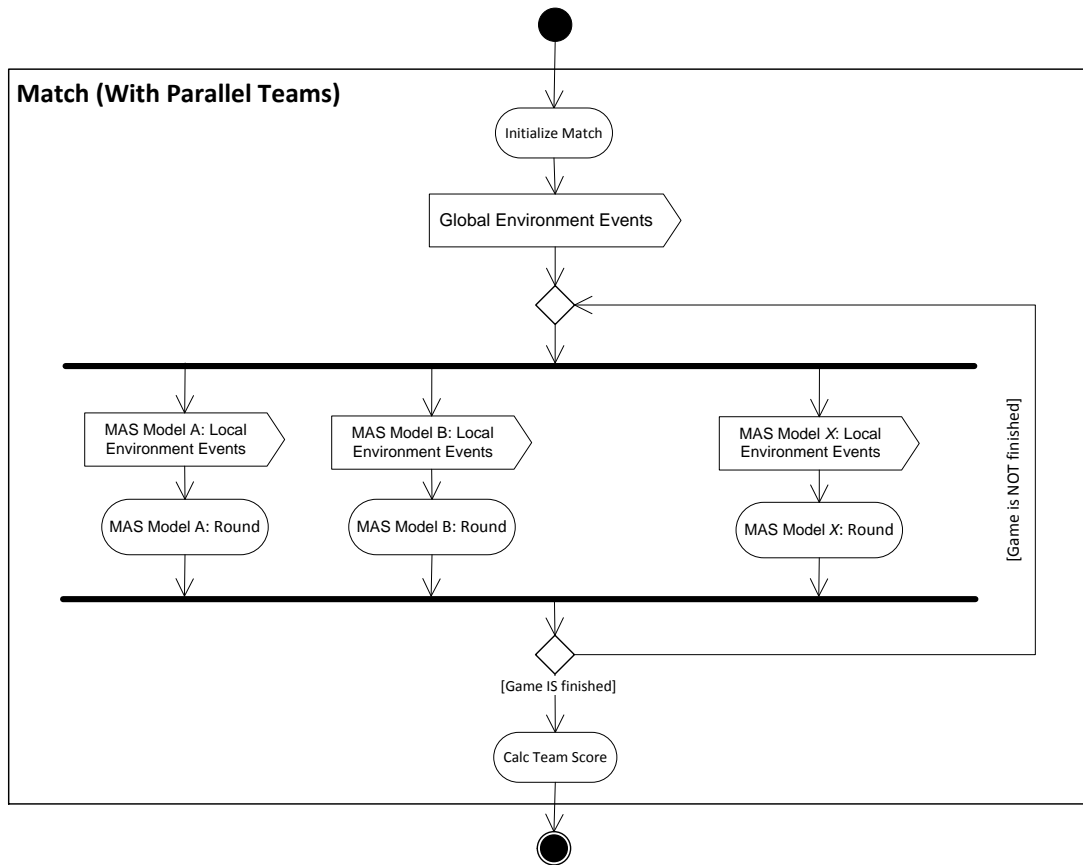 Match (With Parallel Teams)
Initialize Match
Global Environment Events
MAS Model A: Local
Environment Events
MAS Model B: Local
Environment Events
MAS Model X: Local
Environment Events
MAS Model A: Round
MAS Model B: Round
MAS Model X: Round
[Game is NOT finished]
[Game IS finished]
Calc Team Score